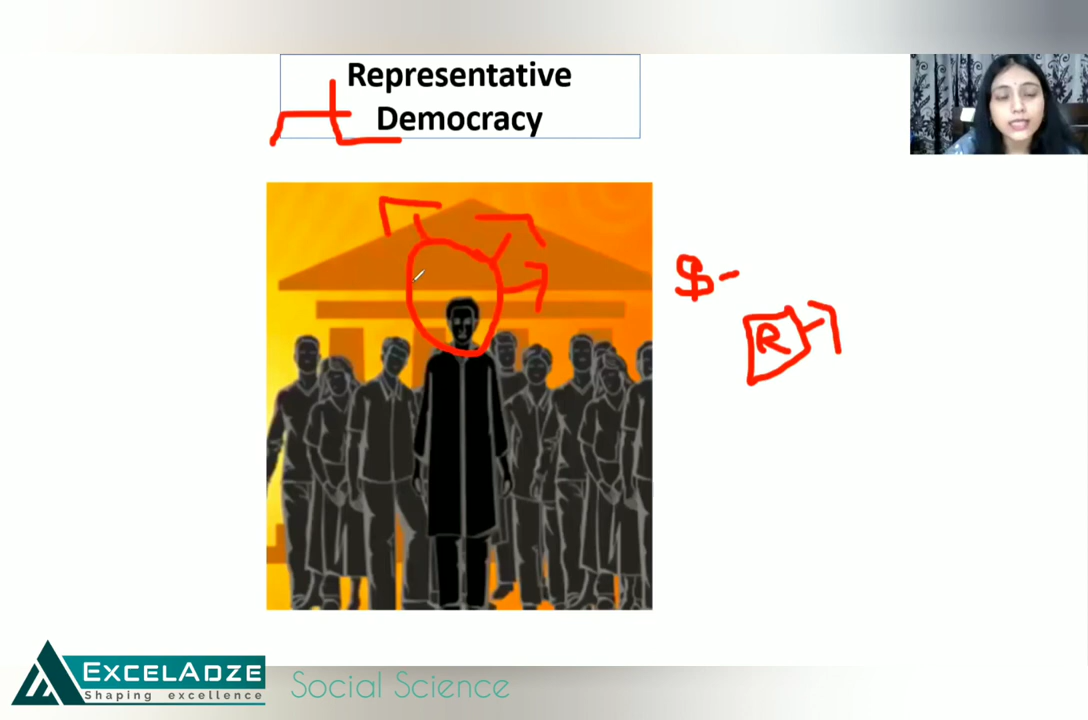 Representative
Democracy
$-
R
EXCELADZE
Shaping excellence
Social Science